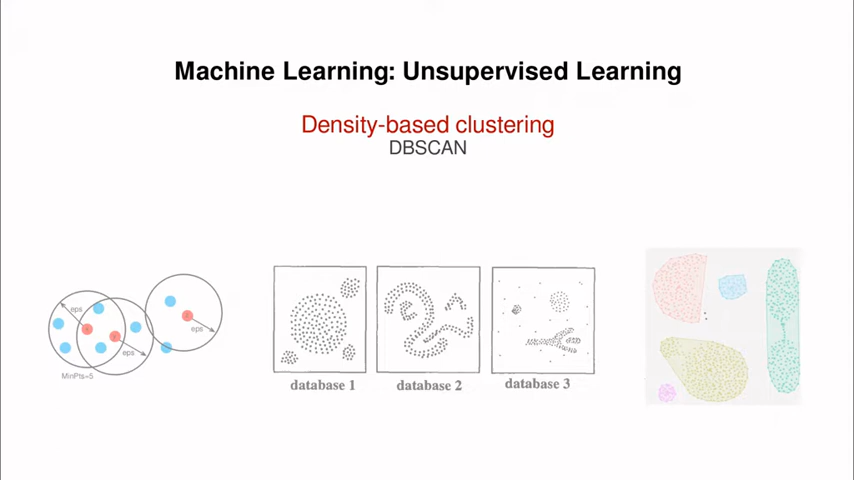 Machine Learning: Unsupervised Learning
Density-based clustering
DBSCAN
eps
eps
eps
MinPts=5
database 1
database 2
database 3